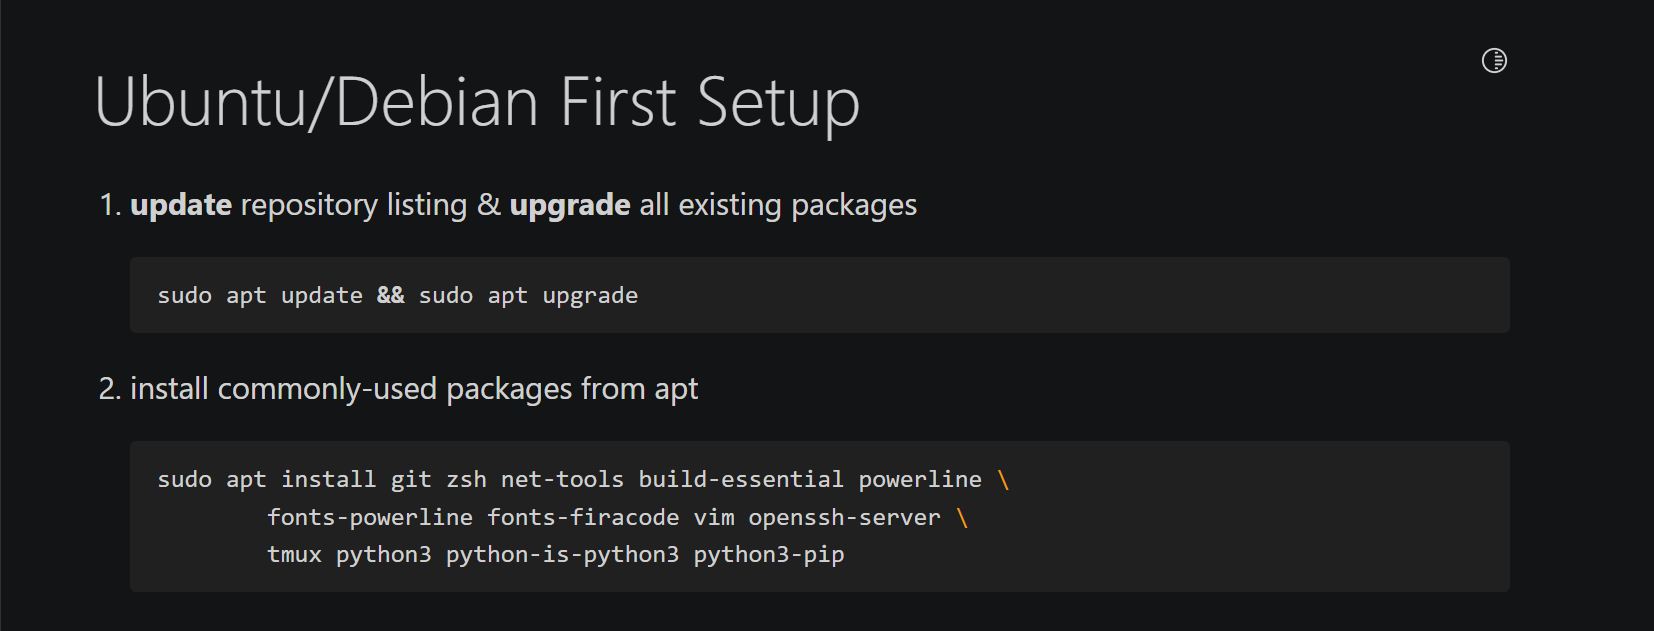 Ubuntu/Debian First Setup
1. update repository listing & upgrade all existing packages
sudo apt update && sudo apt upgrade
2. install commonly-used packages from apt
sudo apt install git zsh net-tools build-essential powerline \
fonts-powerline fonts-firacode vim openssh-server \
tmux python3 python-is-python3 python3-pip